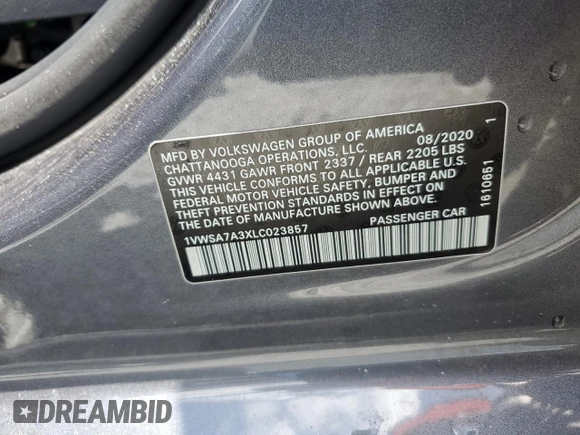 MFD BY VOLKSWAGEN GROUP OF AMERICA
CHATTANOOGA OPERATIONS, LLC. 08/2020 1
GVWR 4431 GAWR FRONT 2337 / REAR 2205 LBS
THIS VEHICLE CONFORMS TO ALL APPLICABLE U.S.
FEDERAL MOTOR VEHICLE SAFETY, BUMPER AND
THEFT PREVENTION STANDARDS IN EFFECT ON
THE DATE OF MANUFACTURE SHOWN ABOVE.
1VWSA7A3XLC023857 PASSENGER CAR
1610651
DREAMBID